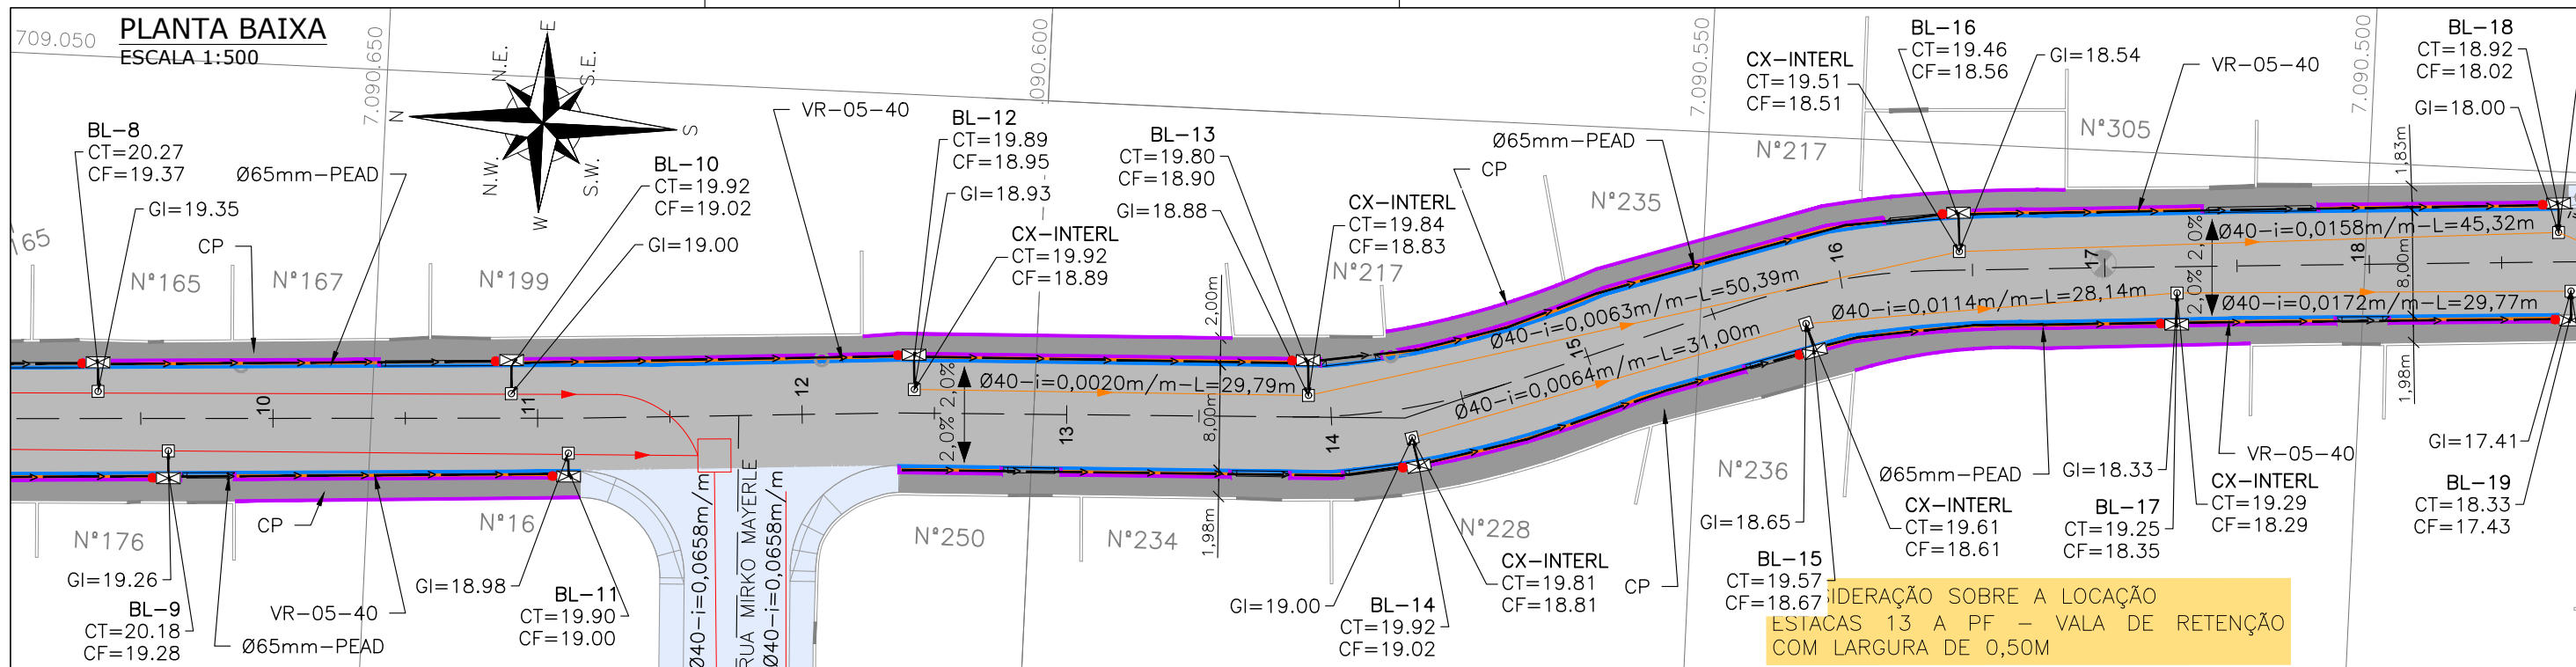 PLANTA BAIXA
ESCALA 1:500
709.050
7.090.650
7.090.550
7.090.500
N
N.E.
E
S.E.
S
S.W.
W
N.W.
BL-8
CT=20.27
CF=19.37
GI=19.35
Ø65mm-PEAD
CP
N°165
N°167
N°199
BL-10
CT=19.92
CF=19.02
GI=19.00
VR-05-40
BL-12
CT=19.89
CF=18.95
GI=18.93
CX-INTERL
CT=19.92
CF=18.89
BL-13
CT=19.80
CF=18.90
GI=18.88
CX-INTERL
CT=19.84
CF=18.83
N°217
CP
Ø65mm-PEAD
N°235
N°217
CX-INTERL
CT=19.51
CF=18.51
BL-16
CT=19.46
CF=18.56
GI=18.54
VR-05-40
N°305
BL-18
CT=18.92
CF=18.02
GI=18.00
1,83m
2,00m
8,00m
1,98m
2,0% 2,0%
10
11
12
13
14
15
16
17
18
Ø40-i=0,0020m/m-L=29,79m
Ø40-i=0,0063m/m-L=50,39m
Ø40-i=0,0064m/m-L=31,00m
Ø40-i=0,0114m/m-L=28,14m
Ø40-i=0,0158m/m-L=45,32m
Ø40-i=0,0172m/m-L=29,77m
2,0% 2,0%
8,00m
1,98m
N°176
GI=19.26
BL-9
CT=20.18
CF=19.28
CP
VR-05-40
Ø65mm-PEAD
N°16
GI=18.98
BL-11
CT=19.90
CF=19.00
Ø40-i=0,0658m/m
RUA MIRKO MAYERLE
Ø40-i=0,0658m/m
N°250
N°234
N°228
GI=19.00
BL-14
CT=19.92
CF=19.02
CX-INTERL
CT=19.81
CF=18.81
CP
N°236
GI=18.65
BL-15
CT=19.57
CF=18.67
Ø65mm-PEAD
CX-INTERL
CT=19.61
CF=18.61
GI=18.33
BL-17
CT=19.25
CF=18.35
VR-05-40
CX-INTERL
CT=19.29
CF=18.29
GI=17.41
BL-19
CT=18.33
CF=17.43
SOBRE A LOCAÇÃO
ESTACAS 13 A PF – VALA DE RETENÇÃO
COM LARGURA DE 0,50M